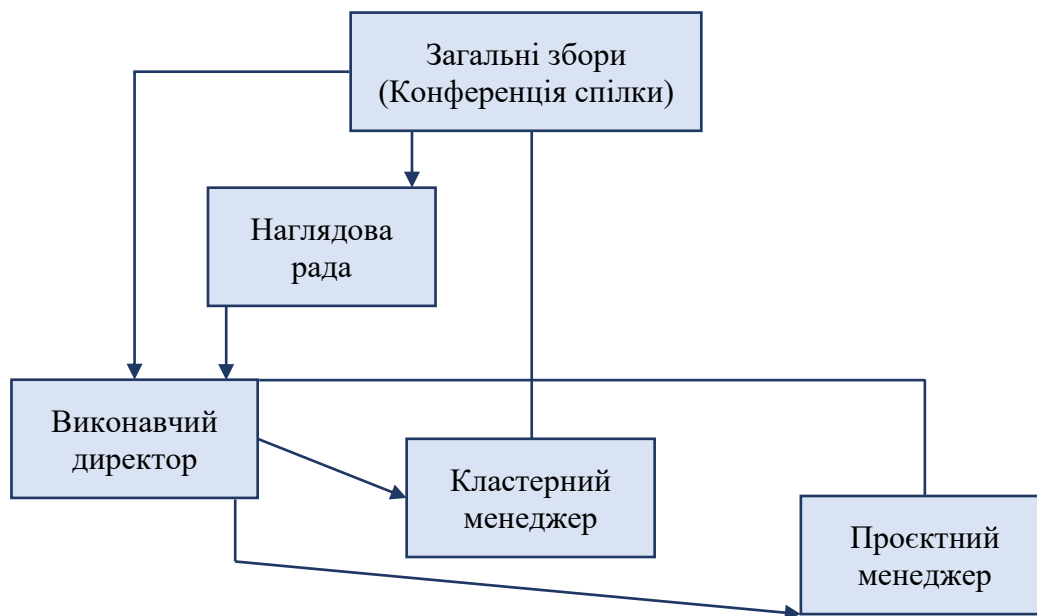 Загальні збори
(Конференція спілки)
Наглядова
рада
Виконавчий
директор
Кластерний
менеджер
Проєктний
менеджер